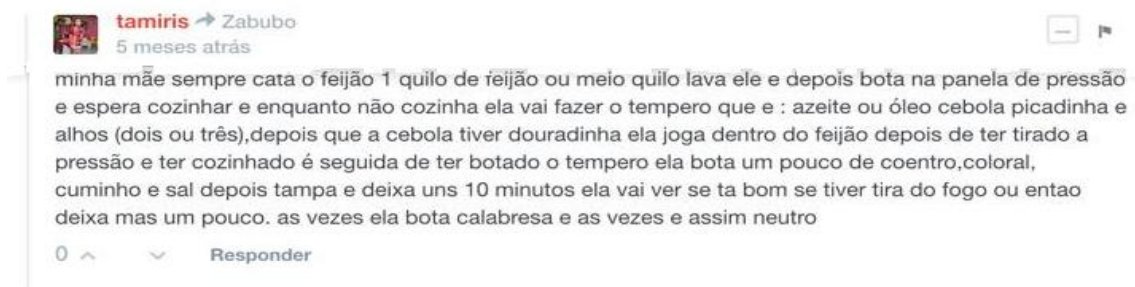 tamiris Zabubo
5 meses atrás
minha mãe sempre cata o feijão 1 quilo de feijão ou meio quilo lava ele e depois bota na panela de pressão
e espera cozinhar e enquanto não cozinha ela vai fazer o tempero que e : azeite ou óleo cebola picadinha e
alhos (dois ou três),depois que a cebola tiver douradinha ela joga dentro do feijão depois de ter tirado a
pressão e ter cozinhado é seguida de ter botado o tempero ela bota um pouco de coentro,coloral,
cuminho e sal depois tampa e deixa uns 10 minutos ela vai ver se ta bom se tiver tira do fogo ou entao
deixa mas um pouco. as vezes ela bota calabresa e as vezes e assim neutro
0 Responder